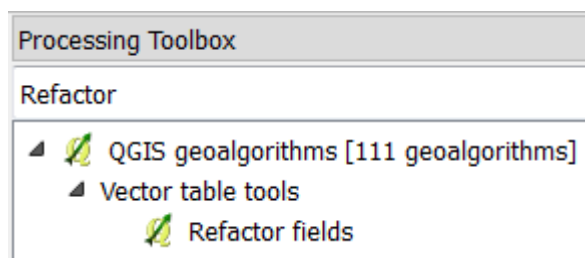 Processing Toolbox
Refactor
QGIS geoalgorithms [111 geoalgorithms]
Vector table tools
Refactor fields